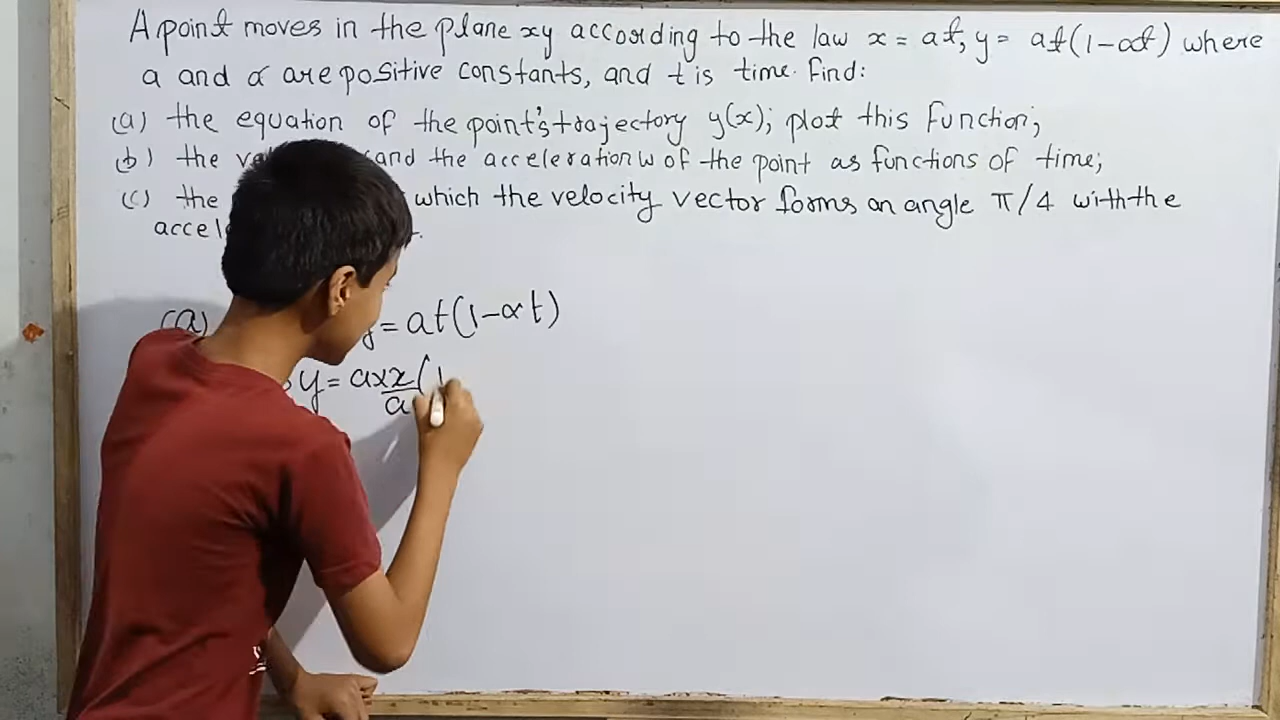 A point moves in the plane xy according to the law x = at, y = at(1-αt) where
a and α are positive constants, and t is time. Find:
(a) the equation of the point's trajectory y(x); plot this function;
(b) the and the acceleration w of the point as functions of time;
(c) the which the velocity vector forms an angle π/4 with the
(a) y = at(1-αt)
y = a×x/a (1